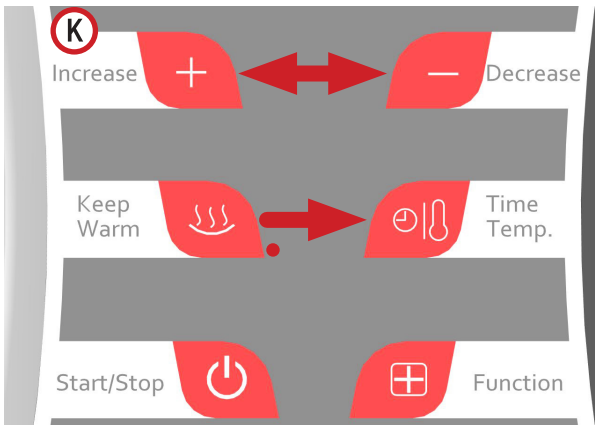 K
Increase
Decrease
Keep
Warm
Time
Temp.
Start/Stop
Function